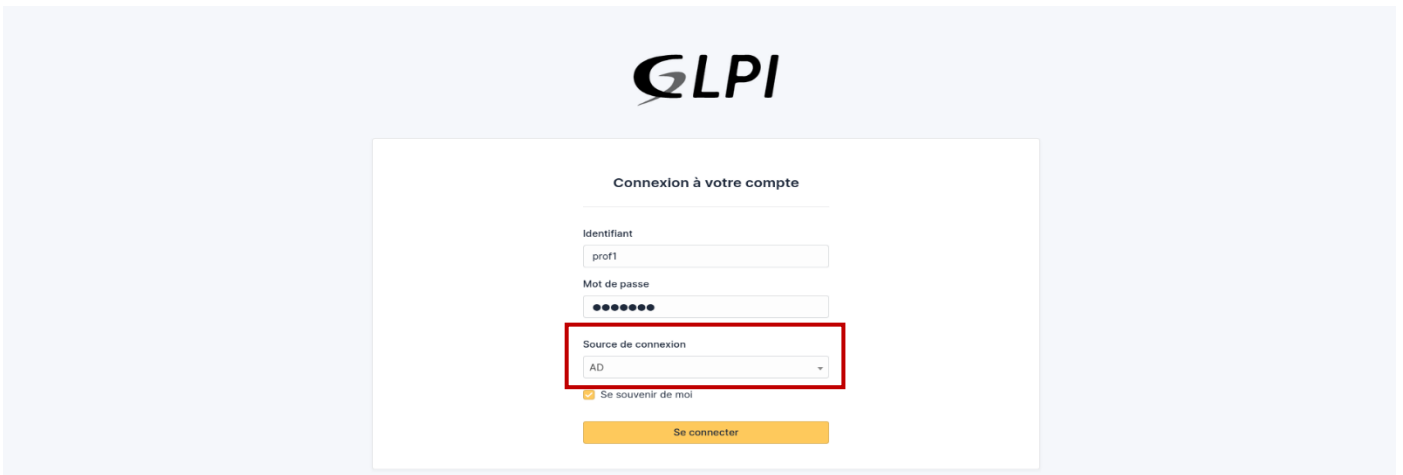 GLPI
Connexion à votre compte
Identifiant
prof1
Mot de passe
●●●●●●●
Source de connexion
AD
Se souvenir de moi
Se connecter